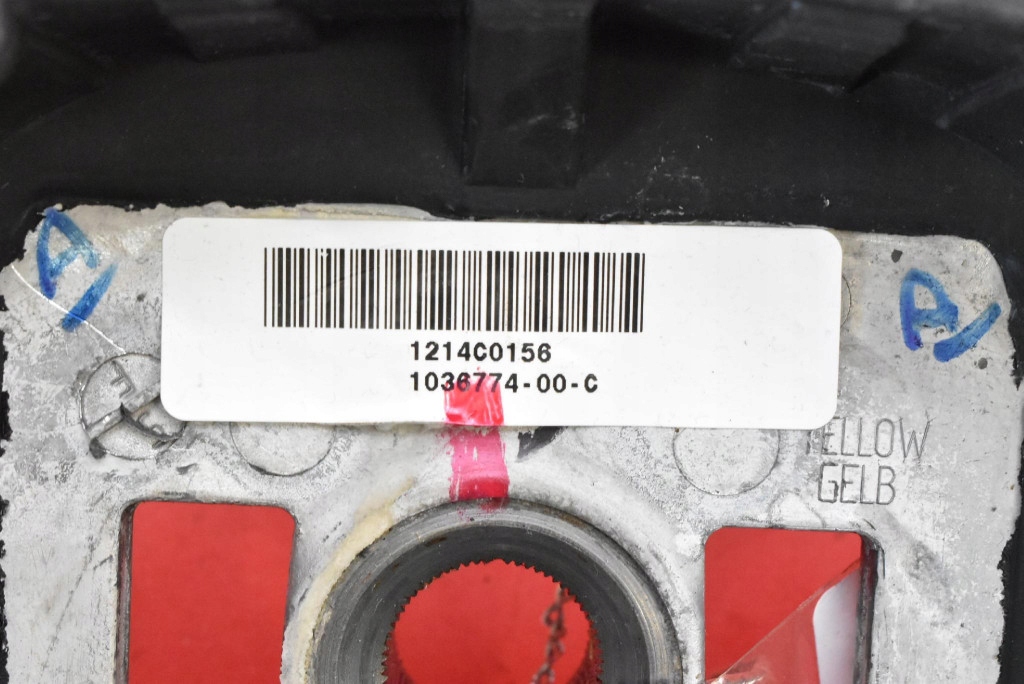 1214C0156
1036774-00-C
A/
A/
YELLOW
GELB